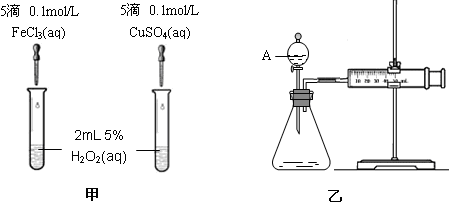 5滴 0.1mol/L 5滴 0.1mol/L
FeCl₃(aq) CuSO₄(aq)
2mL 5%
H₂O₂(aq)
甲
A
乙